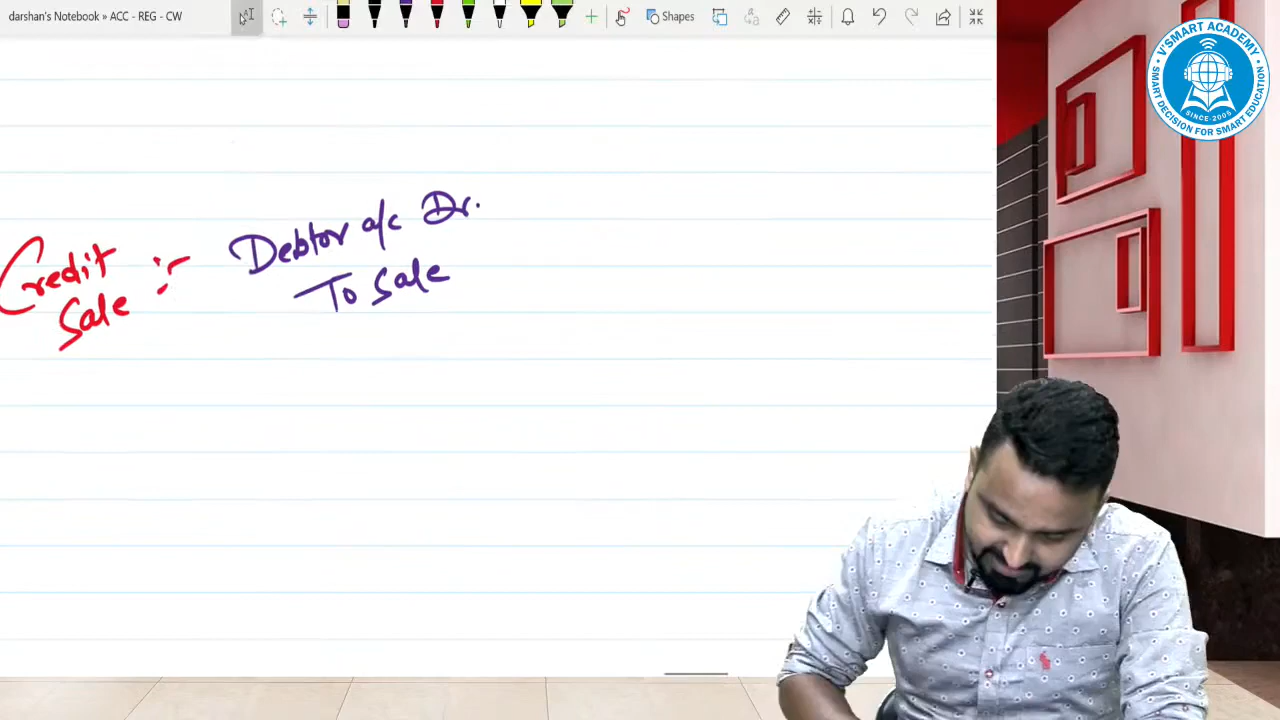 darshan's Notebook » ACC - REG - CW
Shapes
V'SMART ACADEMY
SMART DECISION FOR SMART EDUCATION
SINCE-2005
Credit Sale :- Debtor a/c Dr.
To Sale